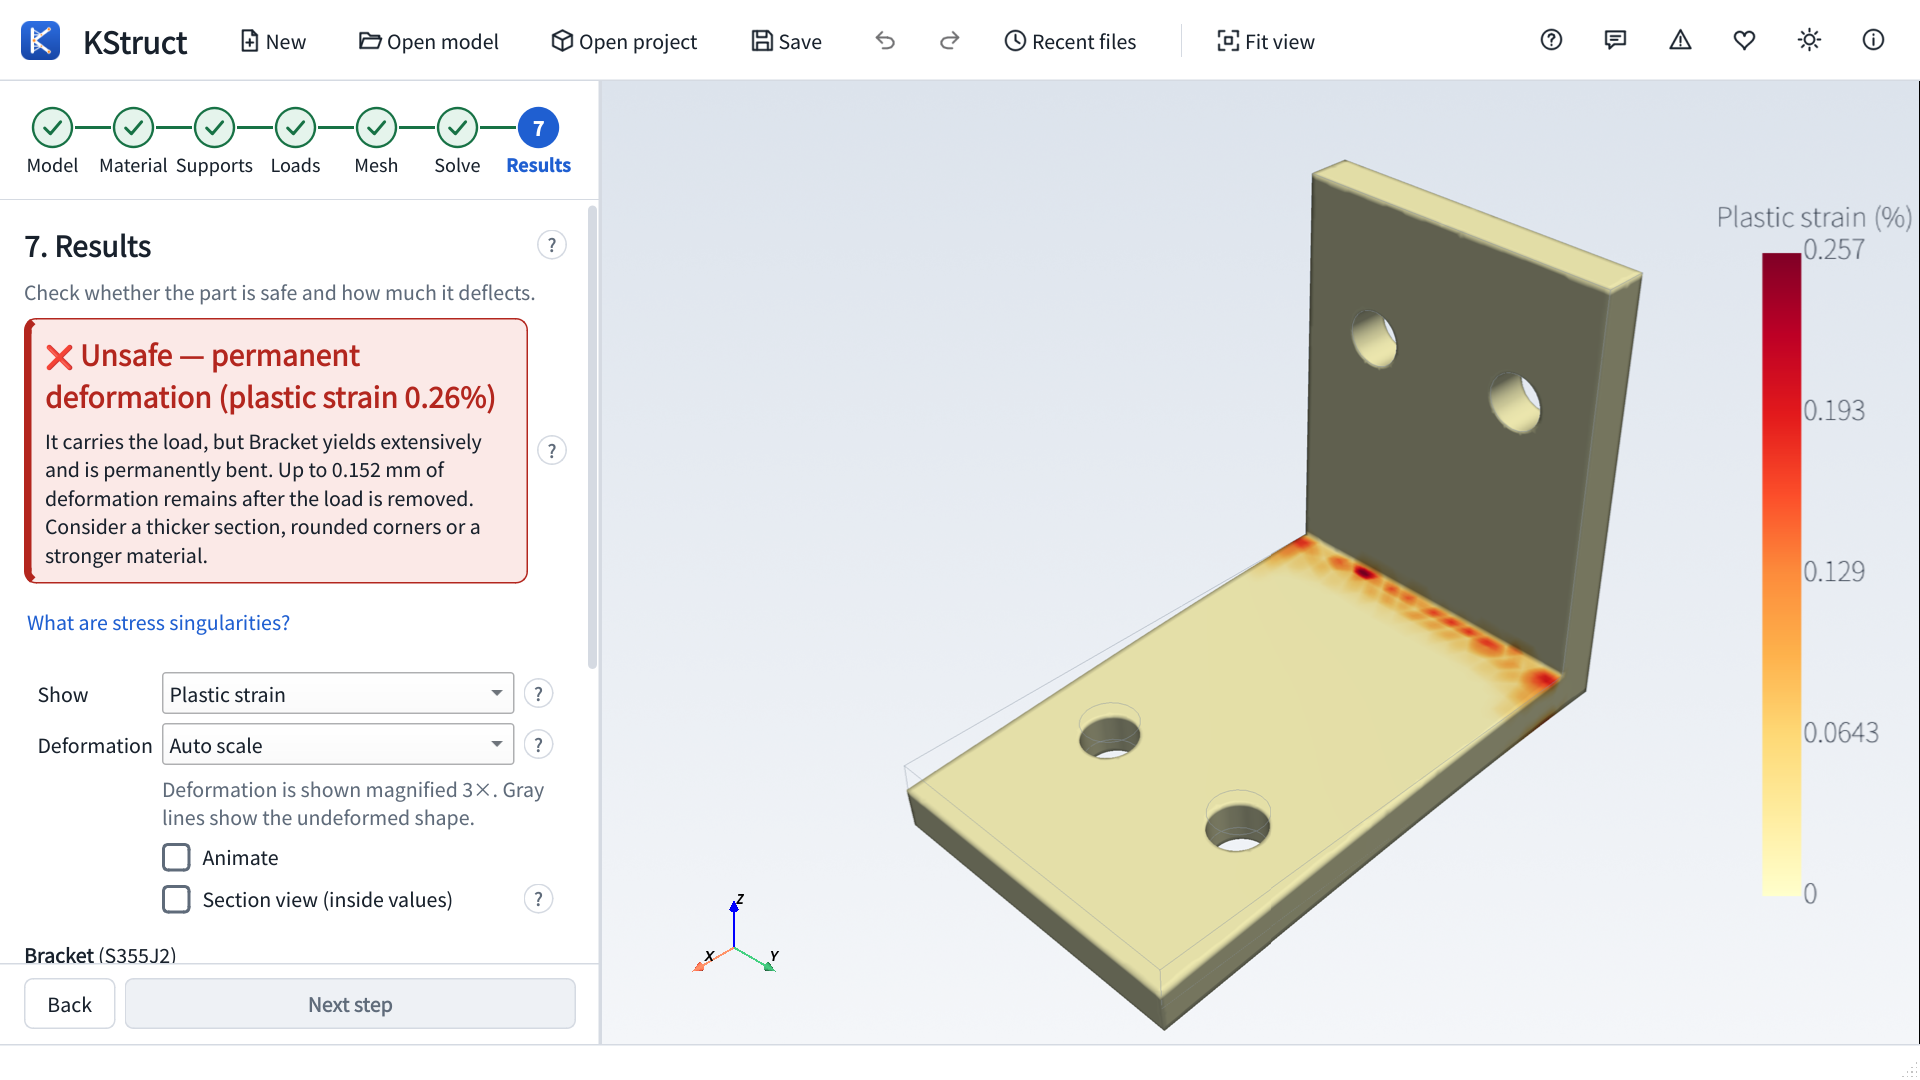 KStruct
New
Open model
Open project
Save
Recent files
Fit view
7
Model
Material
Supports
Loads
Mesh
Solve
Results
7. Results
?
Check whether the part is safe and how much it deflects.
❌ Unsafe — permanent
deformation (plastic strain 0.26%)
It carries the load, but Bracket yields extensively
and is permanently bent. Up to 0.152 mm of
deformation remains after the load is removed.
Consider a thicker section, rounded corners or a
stronger material.
?
What are stress singularities?
Show
Plastic strain
?
Deformation
Auto scale
?
Deformation is shown magnified 3×. Gray
lines show the undeformed shape.
Animate
Section view (inside values)
?
Bracket (S355J2)
Back
Next step
Plastic strain (%)
0.257
0.193
0.129
0.0643
0
Z
X
Y